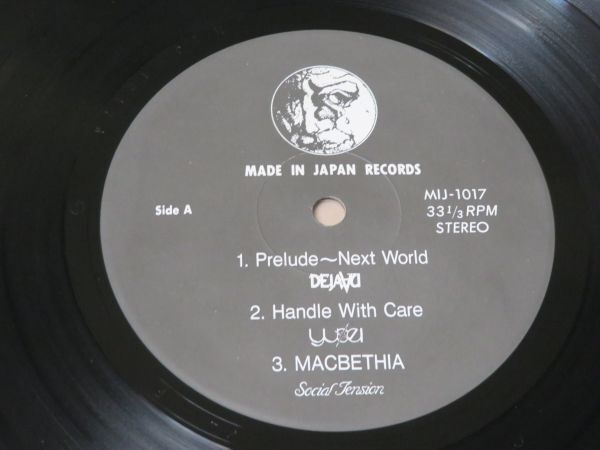 MADE IN JAPAN RECORDS
Side A
MIJ-1017
33 1/3 RPM
STEREO
1. Prelude~Next World
DEJAVU
2. Handle With Care
3. MACBETHIA
Social Tension